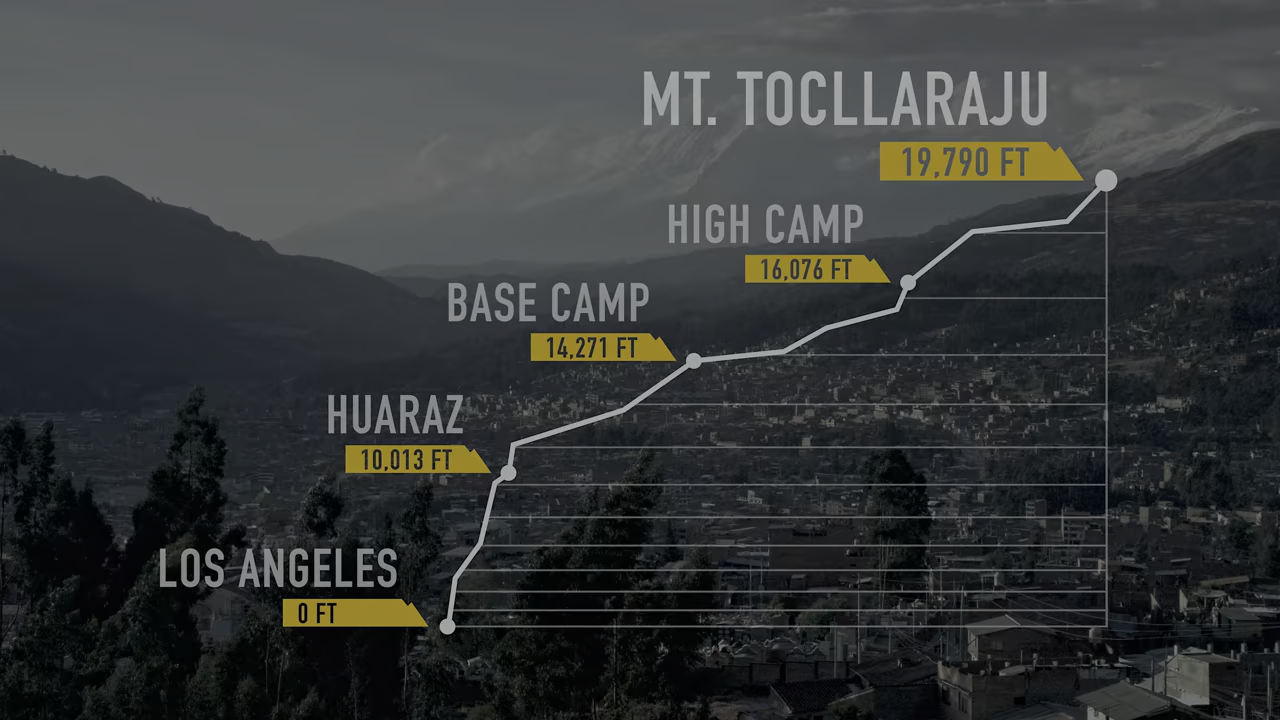 MT. TOCLLARAJU
19,790 FT
HIGH CAMP
16,076 FT
BASE CAMP
14,271 FT
HUARAZ
10,013 FT
LOS ANGELES
0 FT